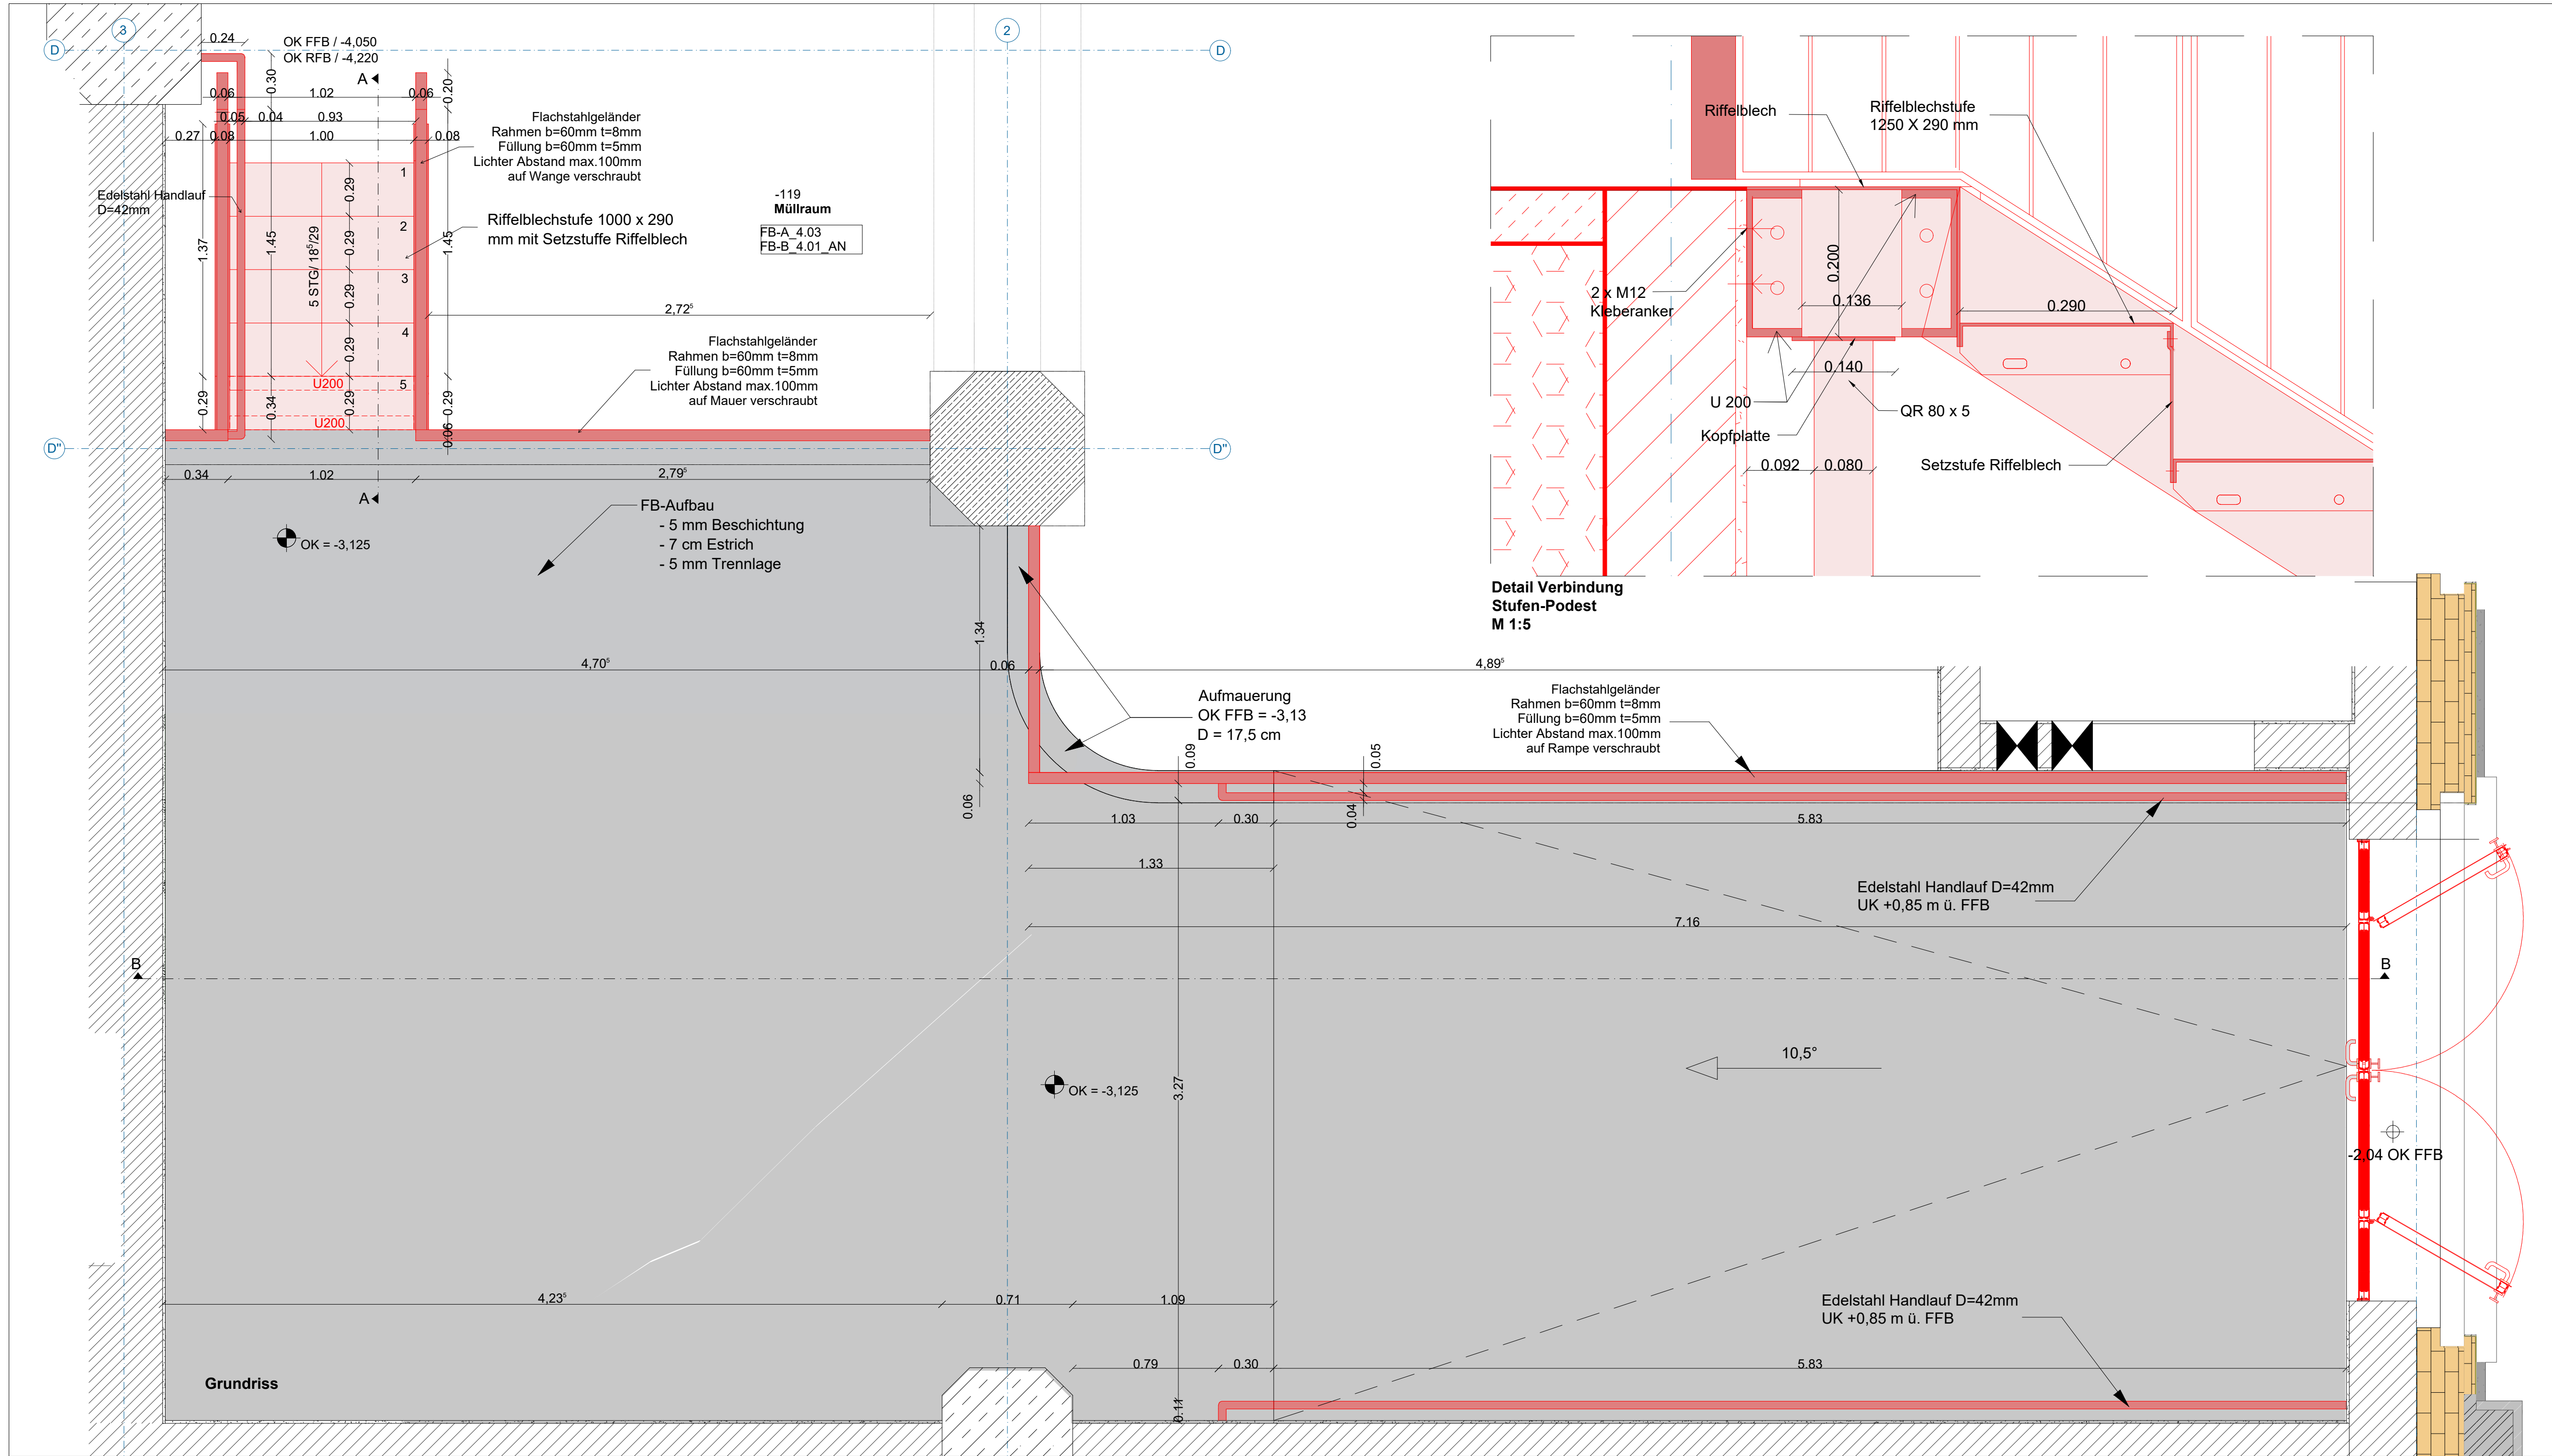 3
2
D
D
0.24
OK FFB / -4,050
OK RFB / -4,220
A
0.30
0.20
0.06
1.02
0.06
0.05
0.04
0.93
0.27
0.08
1.00
0.08
Flachstahlgeländer
Rahmen b=60mm t=8mm
Füllung b=60mm t=5mm
Lichter Abstand max.100mm
auf Wange verschraubt
Edelstahl Handlauf
D=42mm
1
2
3
4
5
0.29
0.29
0.29
0.29
0.29
1.37
1.45
5 STG/ 18⁵/29
1.45
Riffelblechstufe 1000 x 290
mm mit Setzstuffe Riffelblech
-119
Müllraum
FB-A_4.03
FB-B_4.01_AN
2,72⁵
Flachstahlgeländer
Rahmen b=60mm t=8mm
Füllung b=60mm t=5mm
Lichter Abstand max.100mm
auf Mauer verschraubt
U200
U200
0.29
0.34
0.29
0.06
D"
D"
0.34
1.02
2,79⁵
A
FB-Aufbau
- 5 mm Beschichtung
- 7 cm Estrich
- 5 mm Trennlage
OK = -3,125
Riffelblech
Riffelblechstufe
1250 X 290 mm
2 x M12
Kleberanker
0.200
0.136
0.290
0.140
U 200
QR 80 x 5
Kopfplatte
0.092
0.080
Setzstufe Riffelblech
Detail Verbindung
Stufen-Podest
M 1:5
1.34
4,70⁵
0.06
4,89⁵
Aufmauerung
OK FFB = -3,13
D = 17,5 cm
Flachstahlgeländer
Rahmen b=60mm t=8mm
Füllung b=60mm t=5mm
Lichter Abstand max.100mm
auf Rampe verschraubt
0.09
0.05
0.06
0.04
1.03
0.30
5.83
1.33
Edelstahl Handlauf D=42mm
UK +0,85 m ü. FFB
7.16
B
B
10,5°
OK = -3,125
3.27
-2,04 OK FFB
4,23⁵
0.71
1.09
Edelstahl Handlauf D=42mm
UK +0,85 m ü. FFB
0.79
0.30
5.83
Grundriss
0.11